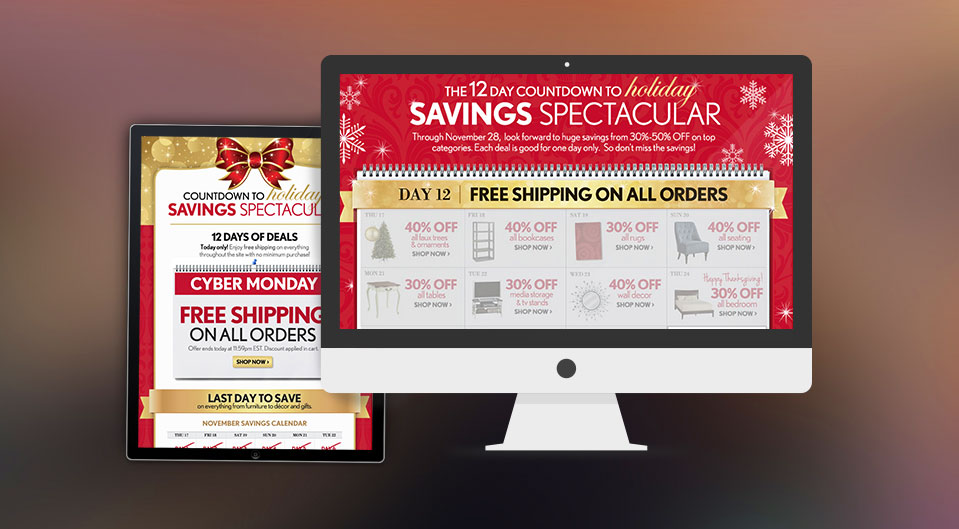 THE 12 DAY COUNTDOWN TO holiday
SAVINGS SPECTACULAR
Through November 28, look forward to huge savings from 30%-50% OFF on top
categories. Each deal is good for one day only. So don't miss the savings!
DAY 12 | FREE SHIPPING ON ALL ORDERS
THU 17
40% OFF
all faux trees
& ornaments
SHOP NOW ›
FRI 18
40% OFF
all bookcases
SHOP NOW ›
SAT 19
30% OFF
all rugs
SHOP NOW ›
SUN 20
40% OFF
all seating
SHOP NOW ›
MON 21
30% OFF
all tables
SHOP NOW ›
TUE 22
30% OFF
media storage
& tv stands
SHOP NOW ›
WED 23
40% OFF
wall decor
SHOP NOW ›
THU 24
Happy Thanksgiving!
30% OFF
all bedroom
SHOP NOW ›
COUNTDOWN TO holiday
SAVINGS SPECTACUL
12 DAYS OF DEALS
Today only! Enjoy free shipping on everything
throughout the site with no minimum purchase!
CYBER MONDAY
FREE SHIPPING
ON ALL ORDERS
Offer ends today at 11:59pm EST. Discount applied in cart.
SHOP NOW ›
LAST DAY TO SAVE
on everything from furniture to décor and gifts.
NOVEMBER SAVINGS CALENDAR
THU 17 FRI 18 SAT 19 SUN 20 MON 21 TUE 22